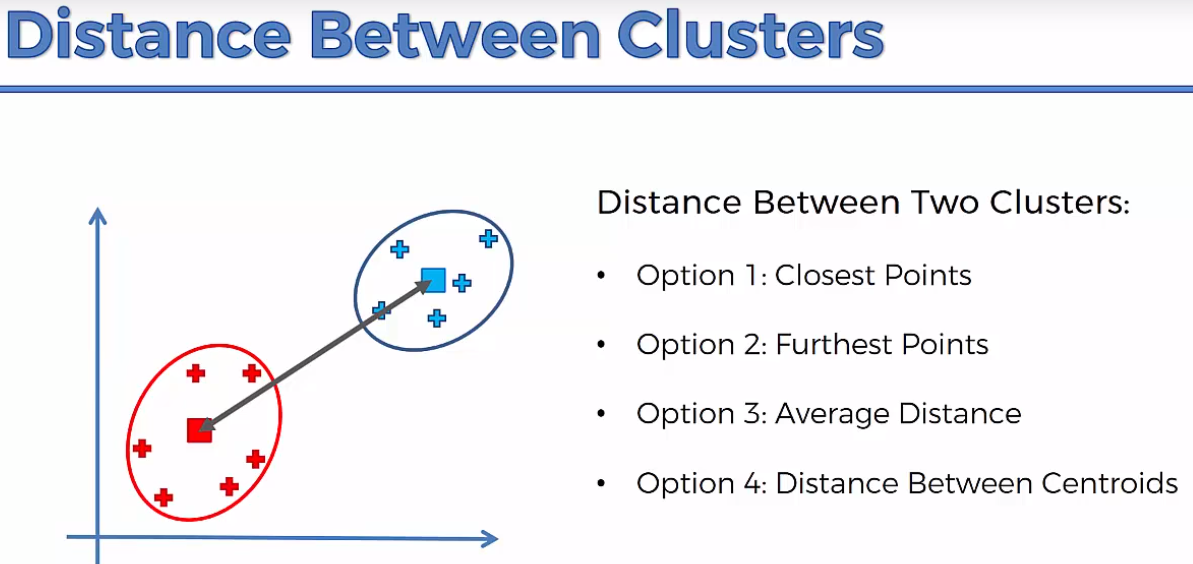 Distance Between Clusters
Distance Between Two Clusters:
• Option 1: Closest Points
• Option 2: Furthest Points
• Option 3: Average Distance
• Option 4: Distance Between Centroids